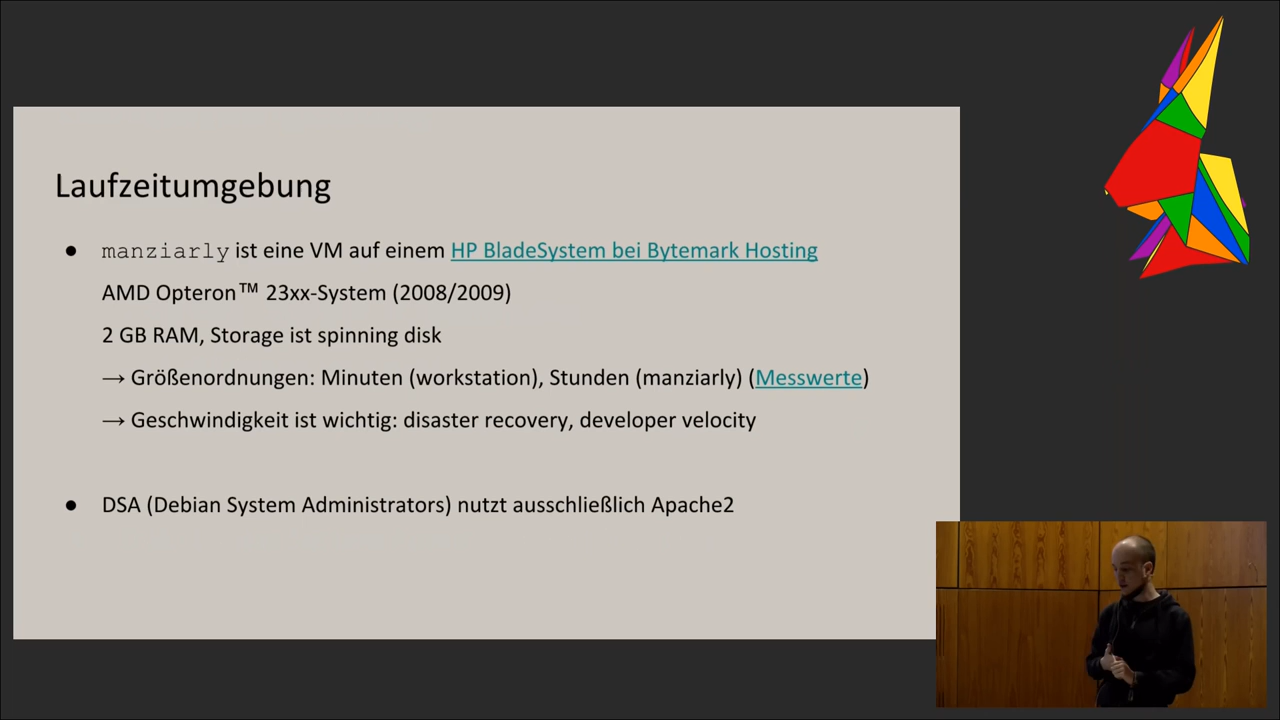 Laufzeitumgebung
● manziarly ist eine VM auf einem HP BladeSystem bei Bytemark Hosting
AMD Opteron™ 23xx-System (2008/2009)
2 GB RAM, Storage ist spinning disk
→ Größenordnungen: Minuten (workstation), Stunden (manziarly) (Messwerte)
→ Geschwindigkeit ist wichtig: disaster recovery, developer velocity
● DSA (Debian System Administrators) nutzt ausschließlich Apache2